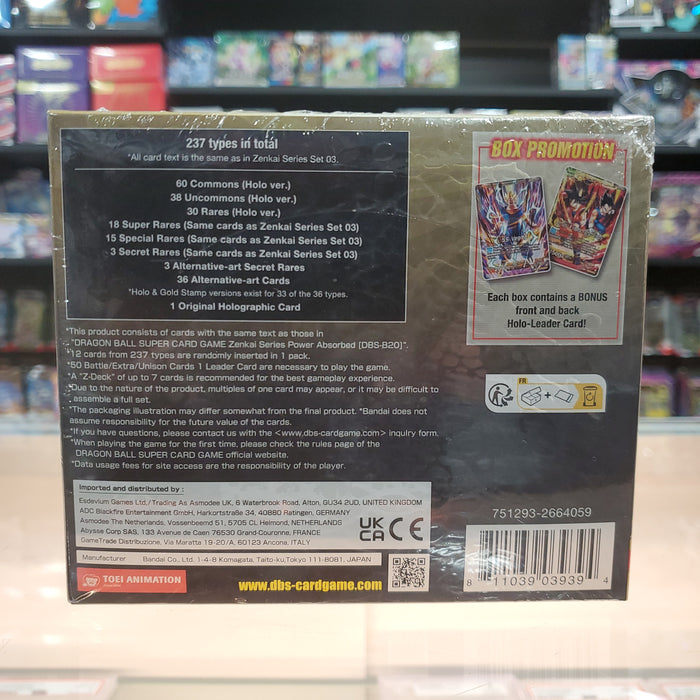 237 types in total
*All card text is the same as in Zenkai Series Set 03.
60 Commons (Holo ver.)
38 Uncommons (Holo ver.)
30 Rares (Holo ver.)
18 Super Rares (Same cards as Zenkai Series Set 03)
15 Special Rares (Same cards as Zenkai Series Set 03)
3 Secret Rares (Same cards as Zenkai Series Set 03)
3 Alternative-art Secret Rares
36 Alternative-art Cards
*Holo & Gold Stamp versions exist for 33 of the 36 types.
1 Original Holographic Card
*This product consists of cards with the same text as those in
"DRAGON BALL SUPER CARD GAME Zenkai Series Power Absorbed [DBS-B20]".
*12 cards from 237 types are randomly inserted in 1 pack.
*50 Battle/Extra/Unison Cards 1 Leader Card are necessary to play the game.
*A "Z-Deck" of up to 7 cards is recommended for the best gameplay experience.
*Due to the nature of the product, multiples of one card may appear, or it may be difficult to
assemble a full set.
*The packaging illustration may differ somewhat from the final product. *Bandai does not
assume responsibility for the future value of the cards.
*If you have questions, please contact us with the <www.dbs-cardgame.com> inquiry form.
*When playing the game for the first time, please check the rules page of the
DRAGON BALL SUPER CARD GAME official website.
*Data usage fees for site access are the responsibility of the player.
BOX PROMOTION
Each box contains a BONUS
front and back
Holo-Leader Card!
FR
Imported and distributed by:
Esdevium Games Ltd./Trading As Asmodee UK, 6 Waterbrook Road, Alton, GU34 2UD, UNITED KINGDOM
ADC Blackfire Entertainment GmbH, Harkortstraße 34, 40880 Ratingen, GERMANY
Asmodee The Netherlands, Vossenbeemd 51, 5705 CL Helmond, NETHERLANDS
Abysse Corp SAS, 133 Avenue de Caen 76530 Grand-Couronne, FRANCE
GameTrade Distribuzione, Via Maratta 19-20/A, 60123 Ancona, ITALY
UK
CA CE
Manufacturer Bandai Co., Ltd. 1-4-8 Komagata, Taito-ku,Tokyo 111-8081, JAPAN
TOEI ANIMATION
www.dbs-cardgame.com
751293-2664059
8 11039 03939 4